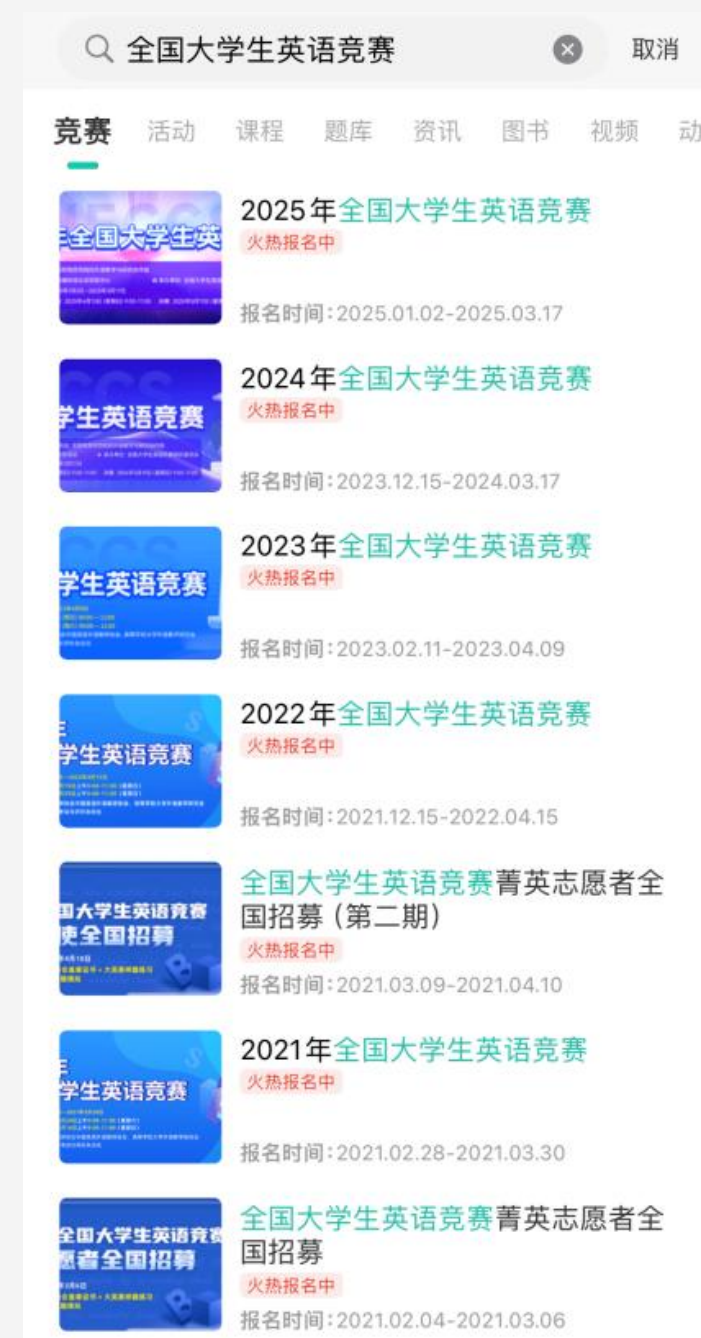 全国大学生英语竞赛 取消
竞赛 活动 课程 题库 资讯 图书 视频 动
全国大学生英
2025年全国大学生英语竞赛
火热报名中
报名时间：2025.01.02-2025.03.17
学生英语竞赛
2024年全国大学生英语竞赛
火热报名中
报名时间：2023.12.15-2024.03.17
学生英语竞赛
2023年全国大学生英语竞赛
火热报名中
报名时间：2023.02.11-2023.04.09
学生英语竞赛
2022年全国大学生英语竞赛
火热报名中
报名时间：2021.12.15-2022.04.15
国大学生英语竞赛
使全国招募
全国大学生英语竞赛菁英志愿者全
国招募（第二期）
火热报名中
报名时间：2021.03.09-2021.04.10
学生英语竞赛
2021年全国大学生英语竞赛
火热报名中
报名时间：2021.02.28-2021.03.30
全国大学生英语竞赛
愿者全国招募
全国大学生英语竞赛菁英志愿者全
国招募
火热报名中
报名时间：2021.02.04-2021.03.06